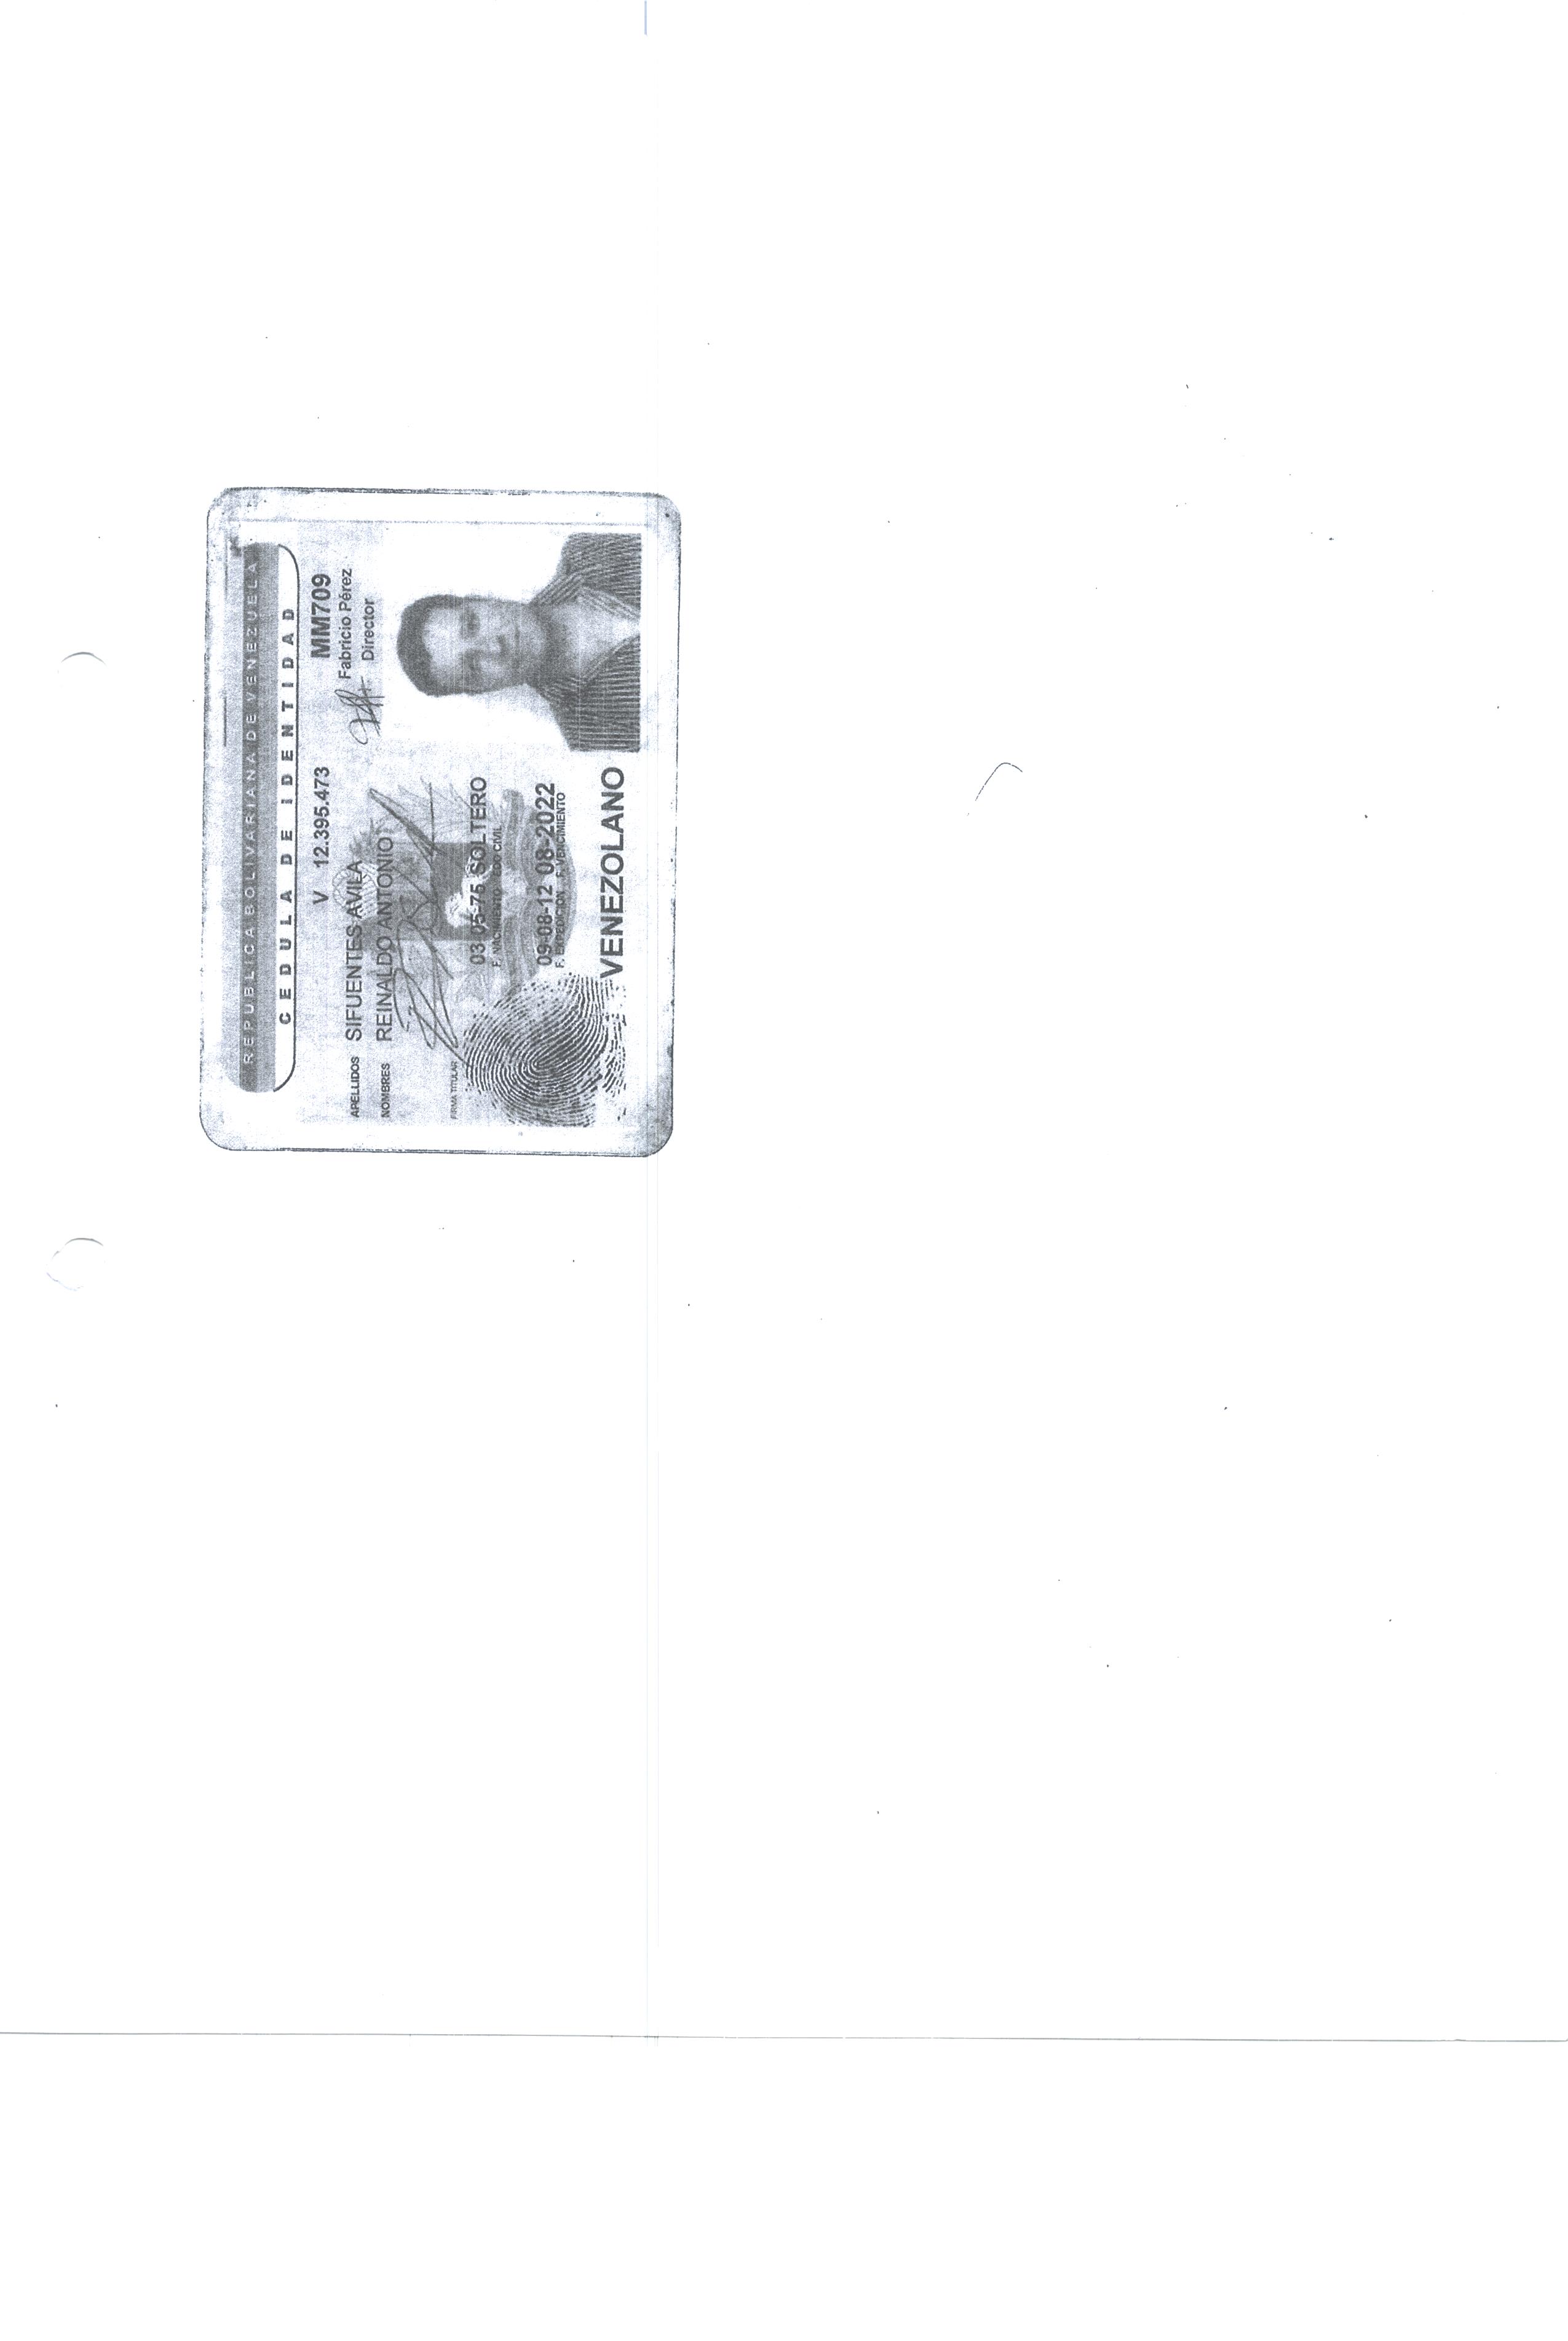 REPUBLICA BOLIVARIANA DE VENEZUELA
CEDULA DE IDENTIDAD
V 12.395.473 MM709
APELLIDOS SIFUENTES AVILA
Fabricio Pérez
Director
NOMBRES REINALDO ANTONIO
FIRMA TITULAR
03-05-75 SOLTERO
F. NACIMIENTO EDO CIVIL
09-08-12 08-2022
F. EXPEDICION F. VENCIMIENTO
VENEZOLANO